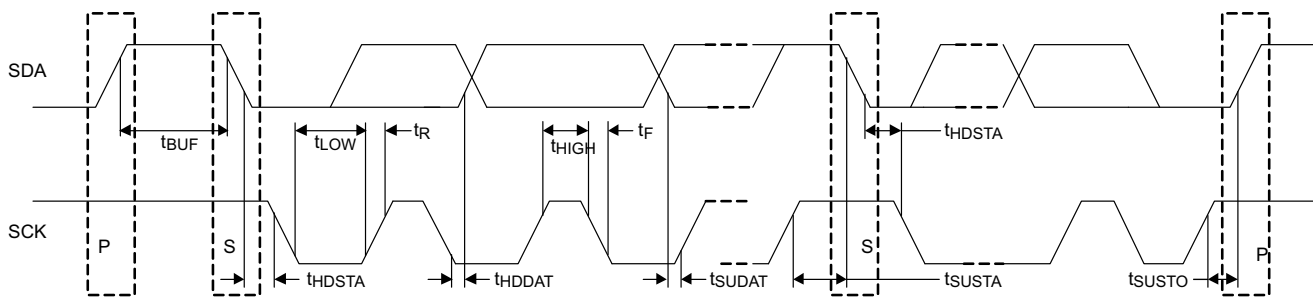 SDA
tBUF
tLOW
tR
tHIGH
tF
tHDSTA
SCK
P
S
S
P
tHDSTA
tHDDAT
tSUDAT
tSUSTA
tSUSTO